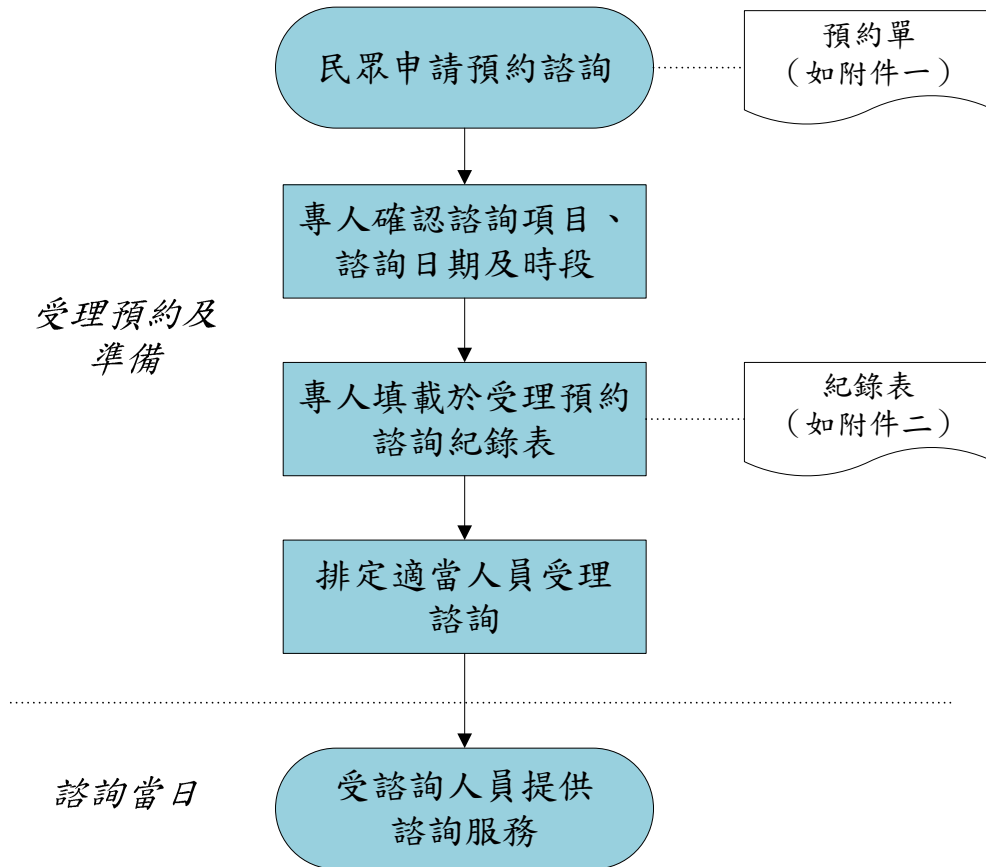 民眾申請預約諮詢
預約單
（如附件一）
專人確認諮詢項目、
諮詢日期及時段
受理預約及
準備
專人填載於受理預約
諮詢紀錄表
紀錄表
（如附件二）
排定適當人員受理
諮詢
諮詢當日
受諮詢人員提供
諮詢服務